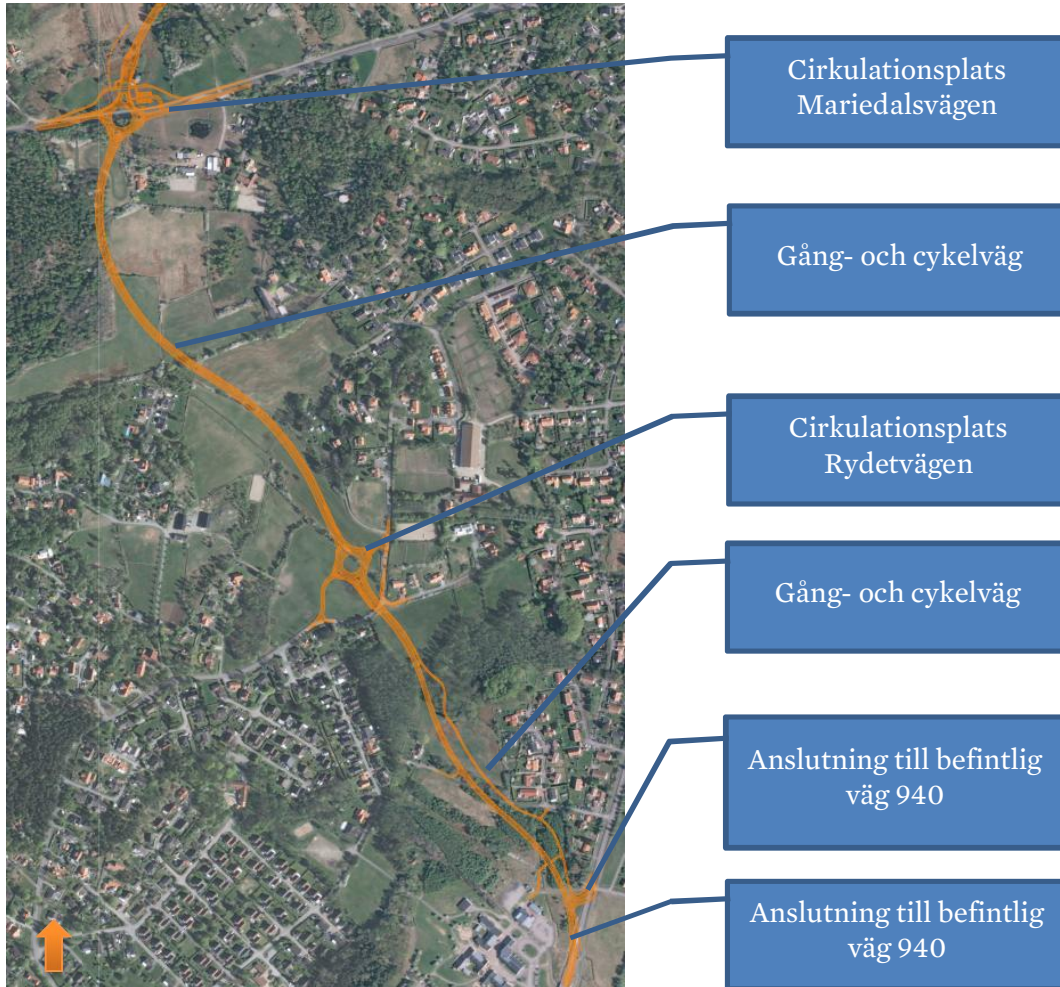 Cirkulationsplats
Mariedalsvägen
Gång- och cykelväg
Cirkulationsplats
Rydetvägen
Gång- och cykelväg
Anslutning till befintlig
väg 940
Anslutning till befintlig
väg 940